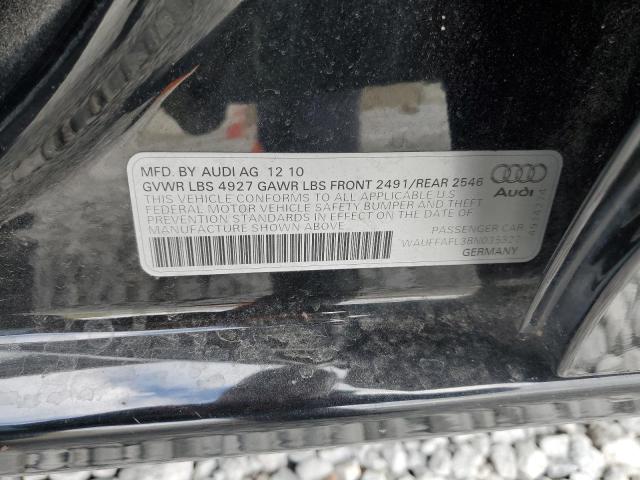 MFD. BY AUDI AG 12 10
GVWR LBS 4927 GAWR LBS FRONT 2491/REAR 2546
THIS VEHICLE CONFORMS TO ALL APPLICABLE U.S
FEDERAL MOTOR VEHICLE SAFETY BUMPER AND THEFT
PREVENTION STANDARDS IN EFFECT ON THE DATE OF
MANUFACTURE SHOWN ABOVE.
Audi
PASSENGER CAR
WAUFFAFL3BN035327
GERMANY